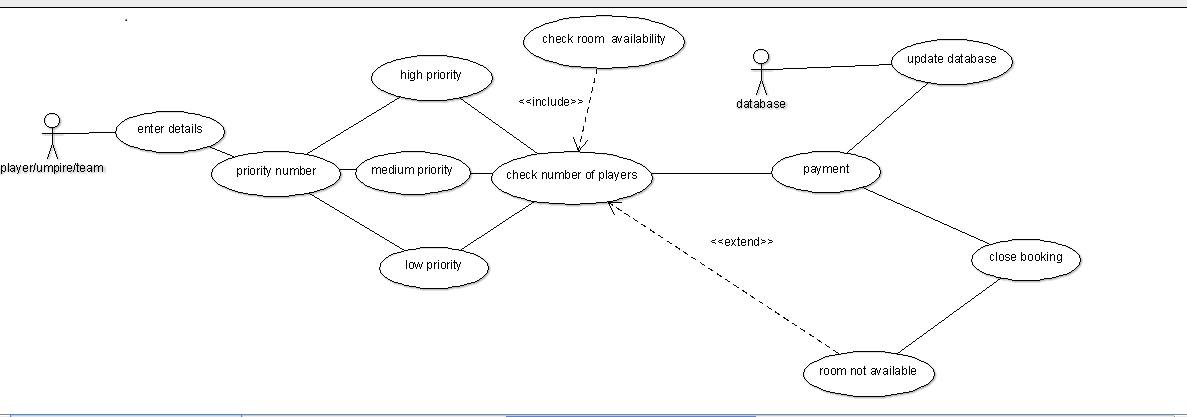 check room  availability
high priority
update database
<<include>>
database
enter details
player/umpire/team
priority number
medium priority
check number of players
payment
<<extend>>
low priority
close booking
room not available